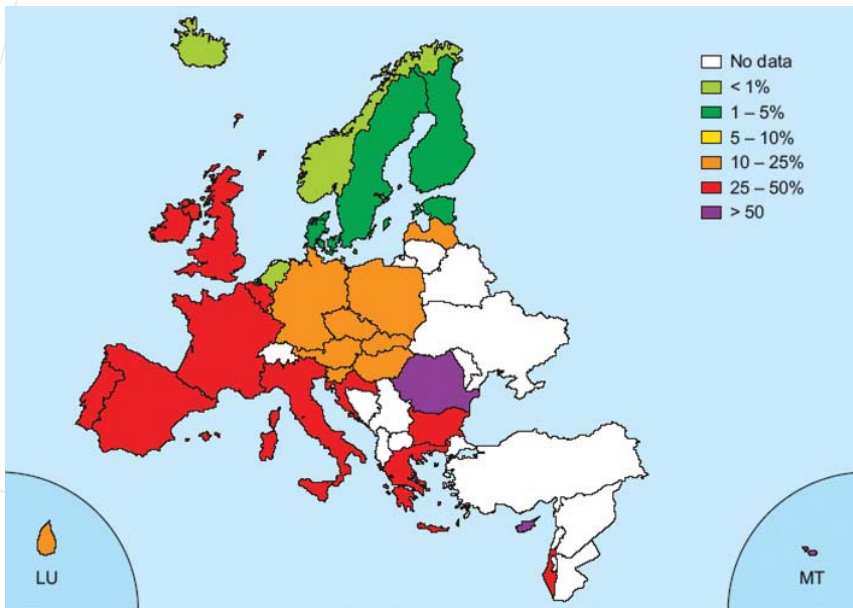 No data
< 1%
1 – 5%
5 – 10%
10 – 25%
25 – 50%
> 50
LU
MT